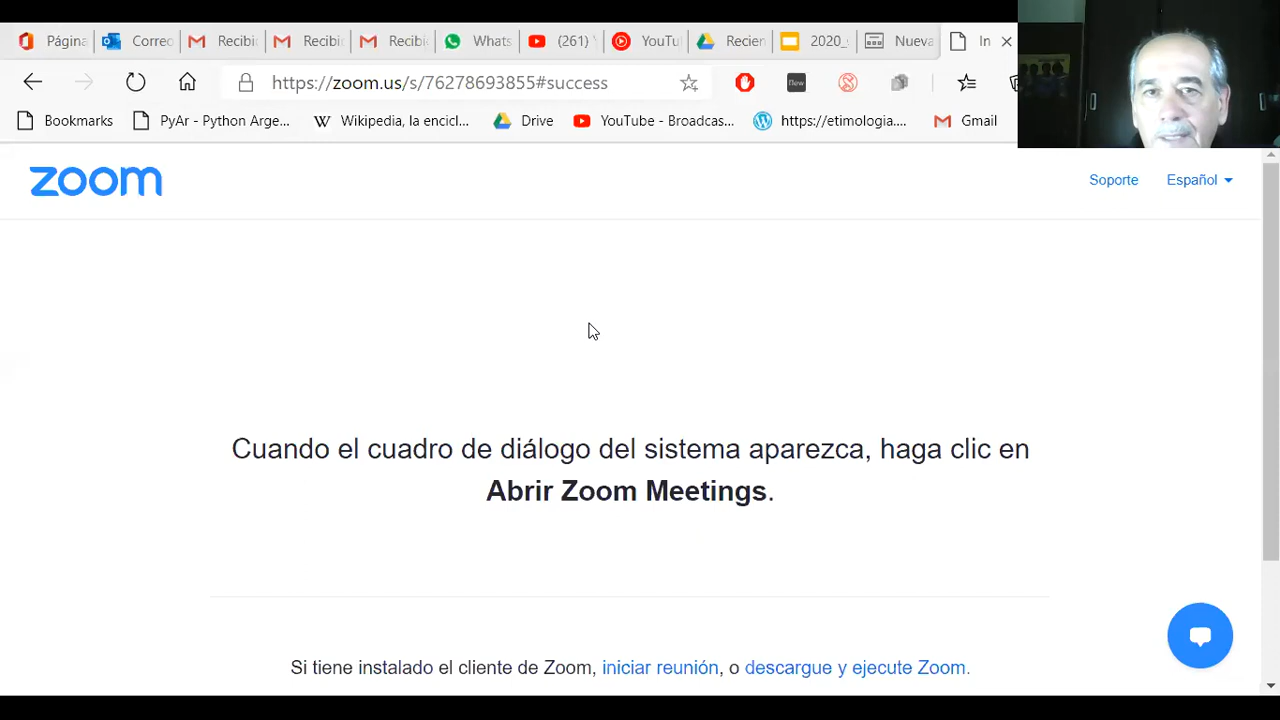 Página
Correo
Recibi
Recibi
Recibi
Whats
(261)
YouTu
Recien
2020_
Nueva
In
https://zoom.us/s/76278693855#success
New
Bookmarks
PyAr - Python Arge...
Wikipedia, la encicl...
Drive
YouTube - Broadcas...
https://etimologia....
Gmail
zoom
Soporte
Español
Cuando el cuadro de diálogo del sistema aparezca, haga clic en
Abrir Zoom Meetings.
Si tiene instalado el cliente de Zoom, iniciar reunión, o descargue y ejecute Zoom.